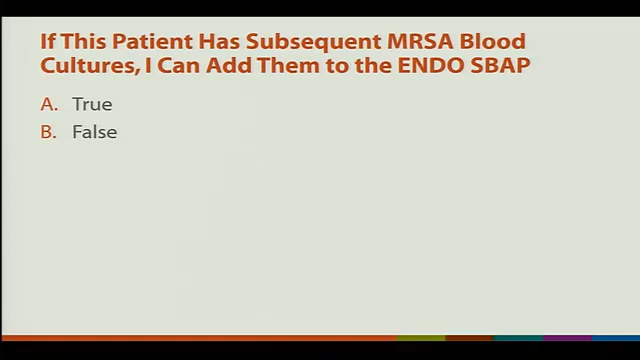 If This Patient Has Subsequent MRSA Blood
Cultures, I Can Add Them to the ENDO SBAP
A. True
B. False